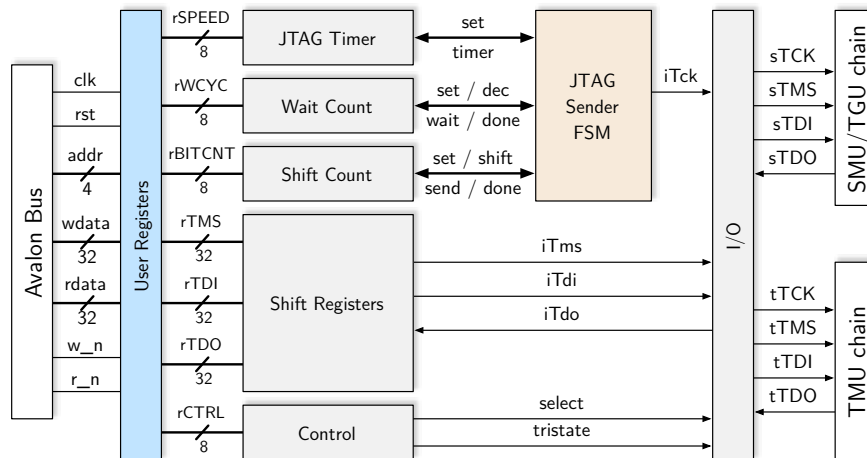 Avalon Bus
clk
rst
addr
4
wdata
32
rdata
32
w_n
r_n
User Registers
rSPEED
8
rWCYC
8
rBITCNT
8
rTMS
32
rTDI
32
rTDO
32
rCTRL
8
JTAG Timer
Wait Count
Shift Count
Shift Registers
Control
set
timer
set / dec
wait / done
set / shift
send / done
JTAG
Sender
FSM
iTck
iTms
iTdi
iTdo
select
tristate
I/O
sTCK
sTMS
sTDI
sTDO
SMU/TGU chain
tTCK
tTMS
tTDI
tTDO
TMU chain